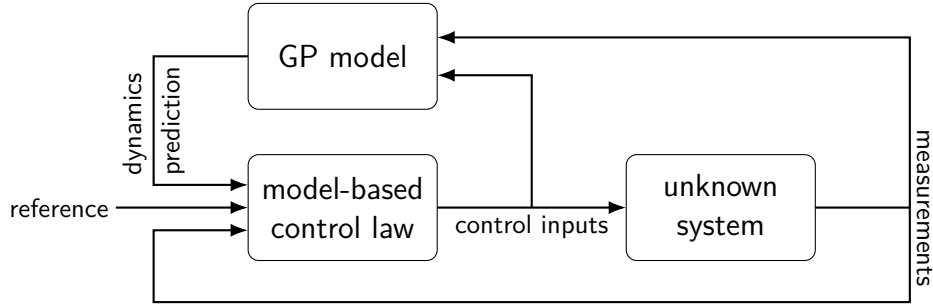 GP model
dynamics
prediction
model-based
control law
reference
control inputs
unknown
system
measurements